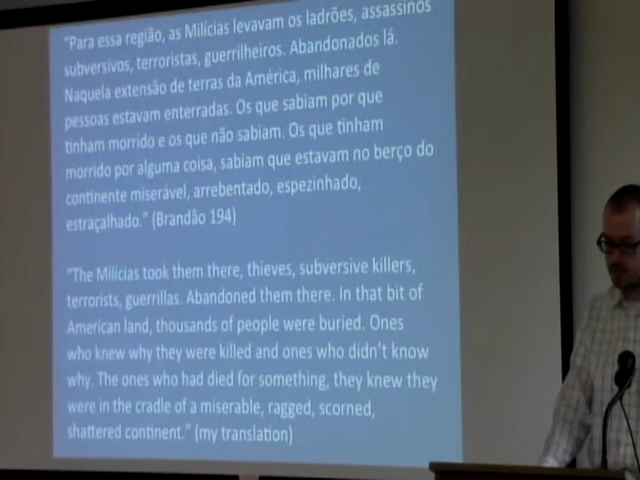 "Para essa região, as Milícias levavam os ladrões, assassinos
subversivos, terroristas, guerrilheiros. Abandonados lá.
Naquela extensão de terras da América, milhares de
pessoas estavam enterradas. Os que sabiam por que
tinham morrido e os que não sabiam. Os que tinham
morrido por alguma coisa, sabiam que estavam no berço do
continente miserável, arrebentado, espezinhado,
estraçalhado." (Brandão 194)
"The Milícias took them there, thieves, subversive killers,
terrorists, guerrillas. Abandoned them there. In that bit of
American land, thousands of people were buried. Ones
who knew why they were killed and ones who didn't know
why. The ones who had died for something, they knew they
were in the cradle of a miserable, ragged, scorned,
shattered continent." (my translation)